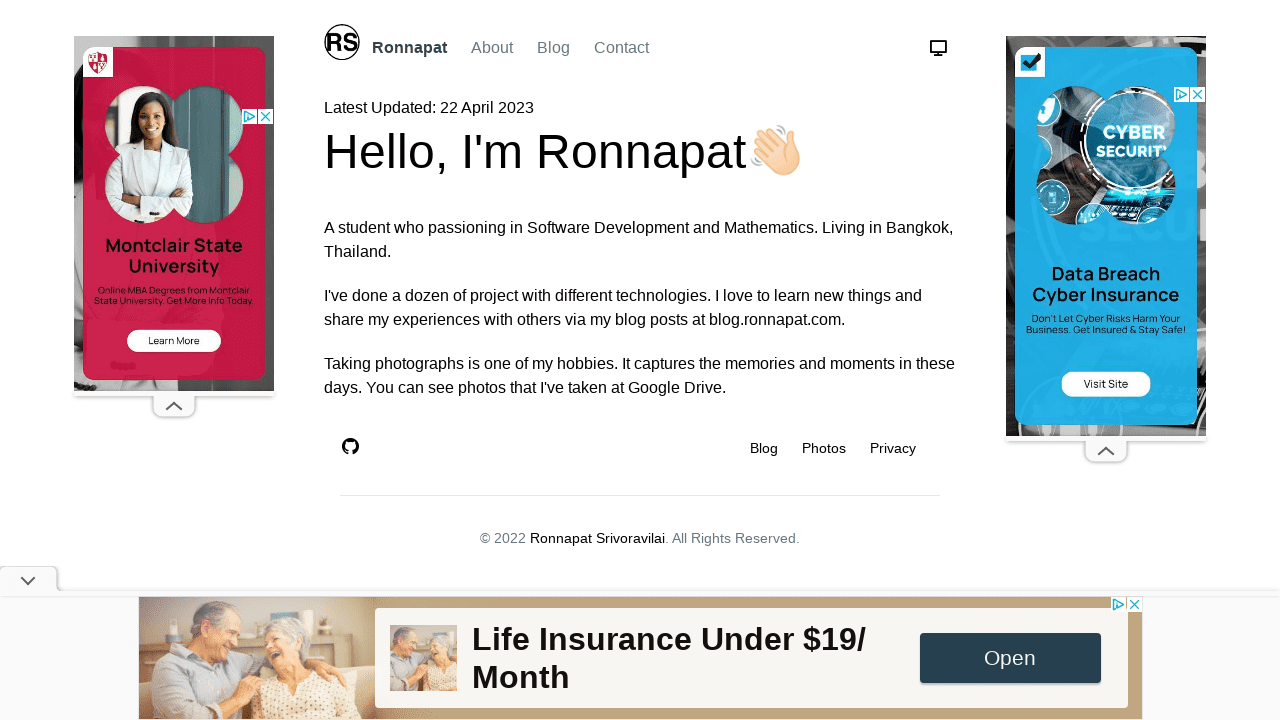 RS
Ronnapat About Blog Contact
Latest Updated: 22 April 2023
Hello, I'm Ronnapat👋🏻
A student who passioning in Software Development and Mathematics. Living in Bangkok,
Thailand.
I've done a dozen of project with different technologies. I love to learn new things and
share my experiences with others via my blog posts at blog.ronnapat.com.
Taking photographs is one of my hobbies. It captures the memories and moments in these
days. You can see photos that I've taken at Google Drive.
Blog Photos Privacy
© 2022 Ronnapat Srivoravilai. All Rights Reserved.
Montclair State
University
Online MBA Degrees from Montclair
State University. Get More Info Today.
Learn More
CYBER
SECURIT
Data Breach
Cyber Insurance
Don't Let Cyber Risks Harm Your
Business. Get Insured & Stay Safe!
Visit Site
Life Insurance Under $19/
Month
Open